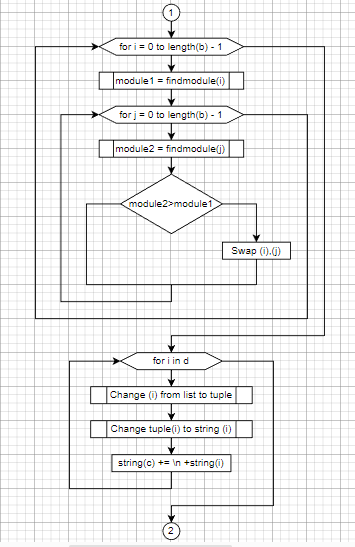 1
for i = 0 to length(b) - 1
module1 = findmodule(i)
for j = 0 to length(b) - 1
module2 = findmodule(j)
module2>module1
Swap (i),(j)
for i in d
Change (i) from list to tuple
Change tuple(i) to string (i)
string(c) += \n +string(i)
2